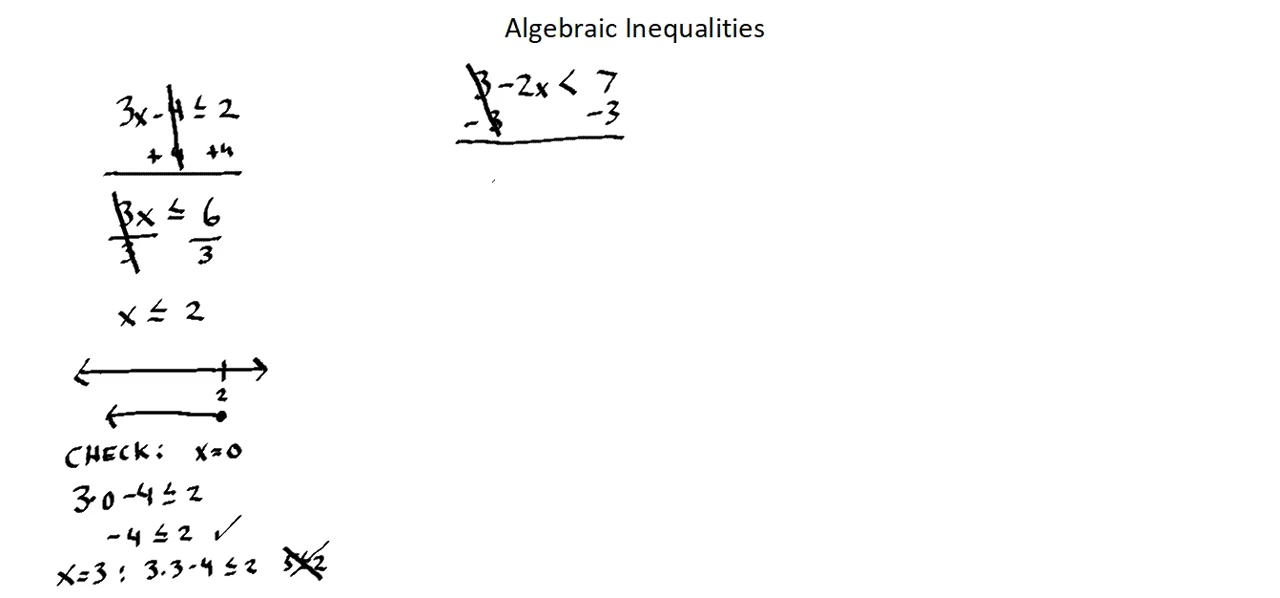 Algebraic Inequalities
3x - 4 ≤ 2
+ 4 +4
3x ≤ 6
3 3
x ≤ 2
2
CHECK: x=0
3·0 -4 ≤ 2
-4 ≤ 2 ✓
x=3 : 3·3-4 ≤ 2 5≤2
3 -2x < 7
-3 -3